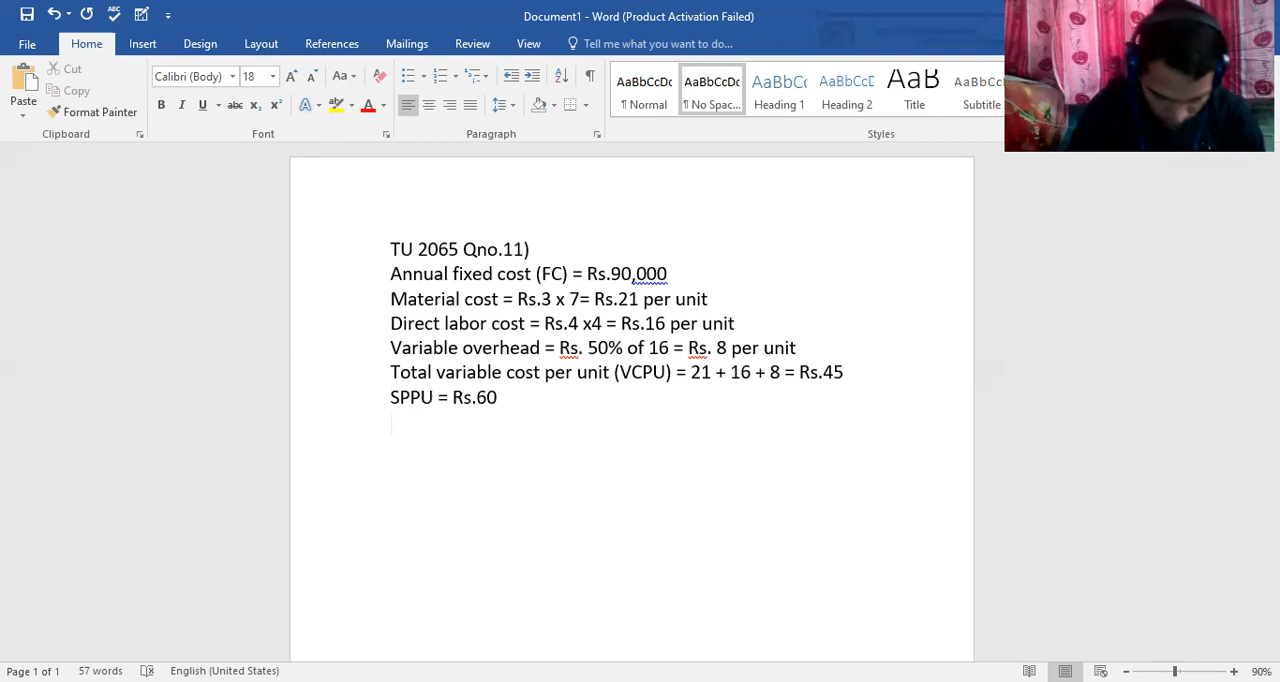 Document1 - Word (Product Activation Failed)
File Home Insert Design Layout References Mailings Review View Tell me what you want to do...
Paste
Cut
Copy
Format Painter
Clipboard
Calibri (Body) 18
Font
Paragraph
AaBbCcDc AaBbCcDc AaBbCc AaBbCcD AaB AaBbCcD
¶ Normal ¶ No Spac... Heading 1 Heading 2 Title Subtitle
Styles
TU 2065 Qno.11)
Annual fixed cost (FC) = Rs.90,000
Material cost = Rs.3 x 7= Rs.21 per unit
Direct labor cost = Rs.4 x4 = Rs.16 per unit
Variable overhead = Rs. 50% of 16 = Rs. 8 per unit
Total variable cost per unit (VCPU) = 21 + 16 + 8 = Rs.45
SPPU = Rs.60
Page 1 of 1 57 words English (United States) 90%